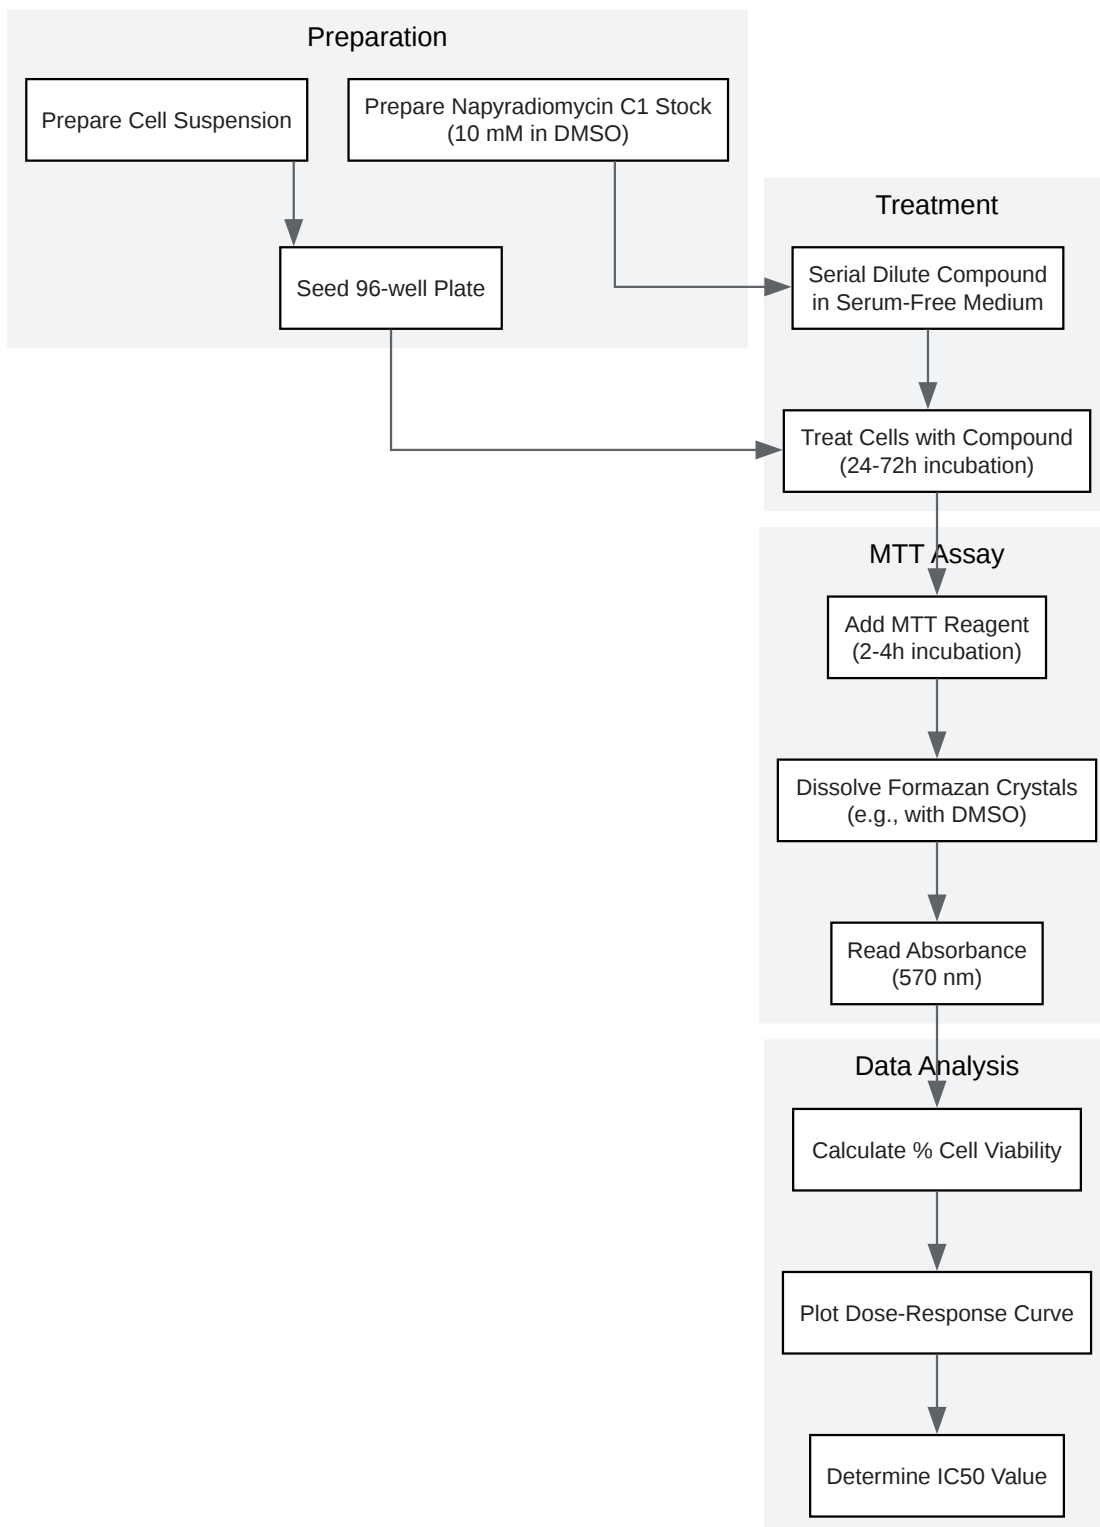 Preparation
Prepare Cell Suspension
Prepare Napyradiomycin C1 Stock
(10 mM in DMSO)
Seed 96-well Plate
Treatment
Serial Dilute Compound
in Serum-Free Medium
Treat Cells with Compound
(24-72h incubation)
MTT Assay
Add MTT Reagent
(2-4h incubation)
Dissolve Formazan Crystals
(e.g., with DMSO)
Read Absorbance
(570 nm)
Data Analysis
Calculate % Cell Viability
Plot Dose-Response Curve
Determine IC50 Value